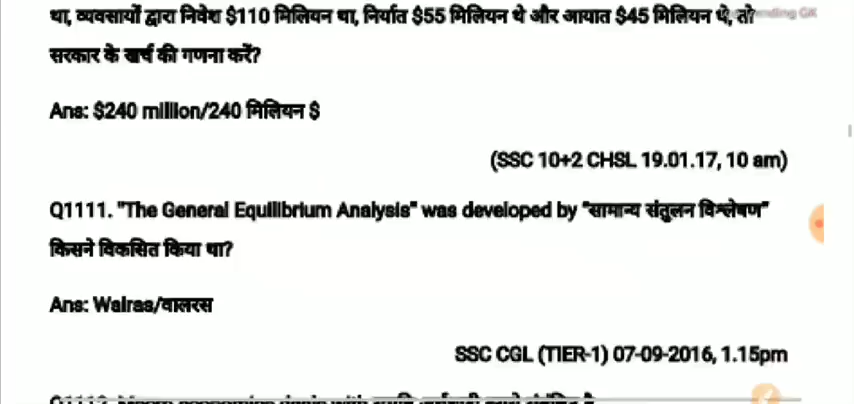 था, व्यवसायों द्वारा निवेश $110 मिलियन था, निर्यात $55 मिलियन थे और आयात $45 मिलियन थे, तो
सरकार के खर्च की गणना करें?
Ans: $240 million/240 मिलियन $
(SSC 10+2 CHSL 19.01.17, 10 am)
Q1111. "The General Equilibrium Analysis" was developed by "सामान्य संतुलन विश्लेषण"
किसने विकसित किया था?
Ans: Walras/वालरस
SSC CGL (TIER-1) 07-09-2016, 1.15pm